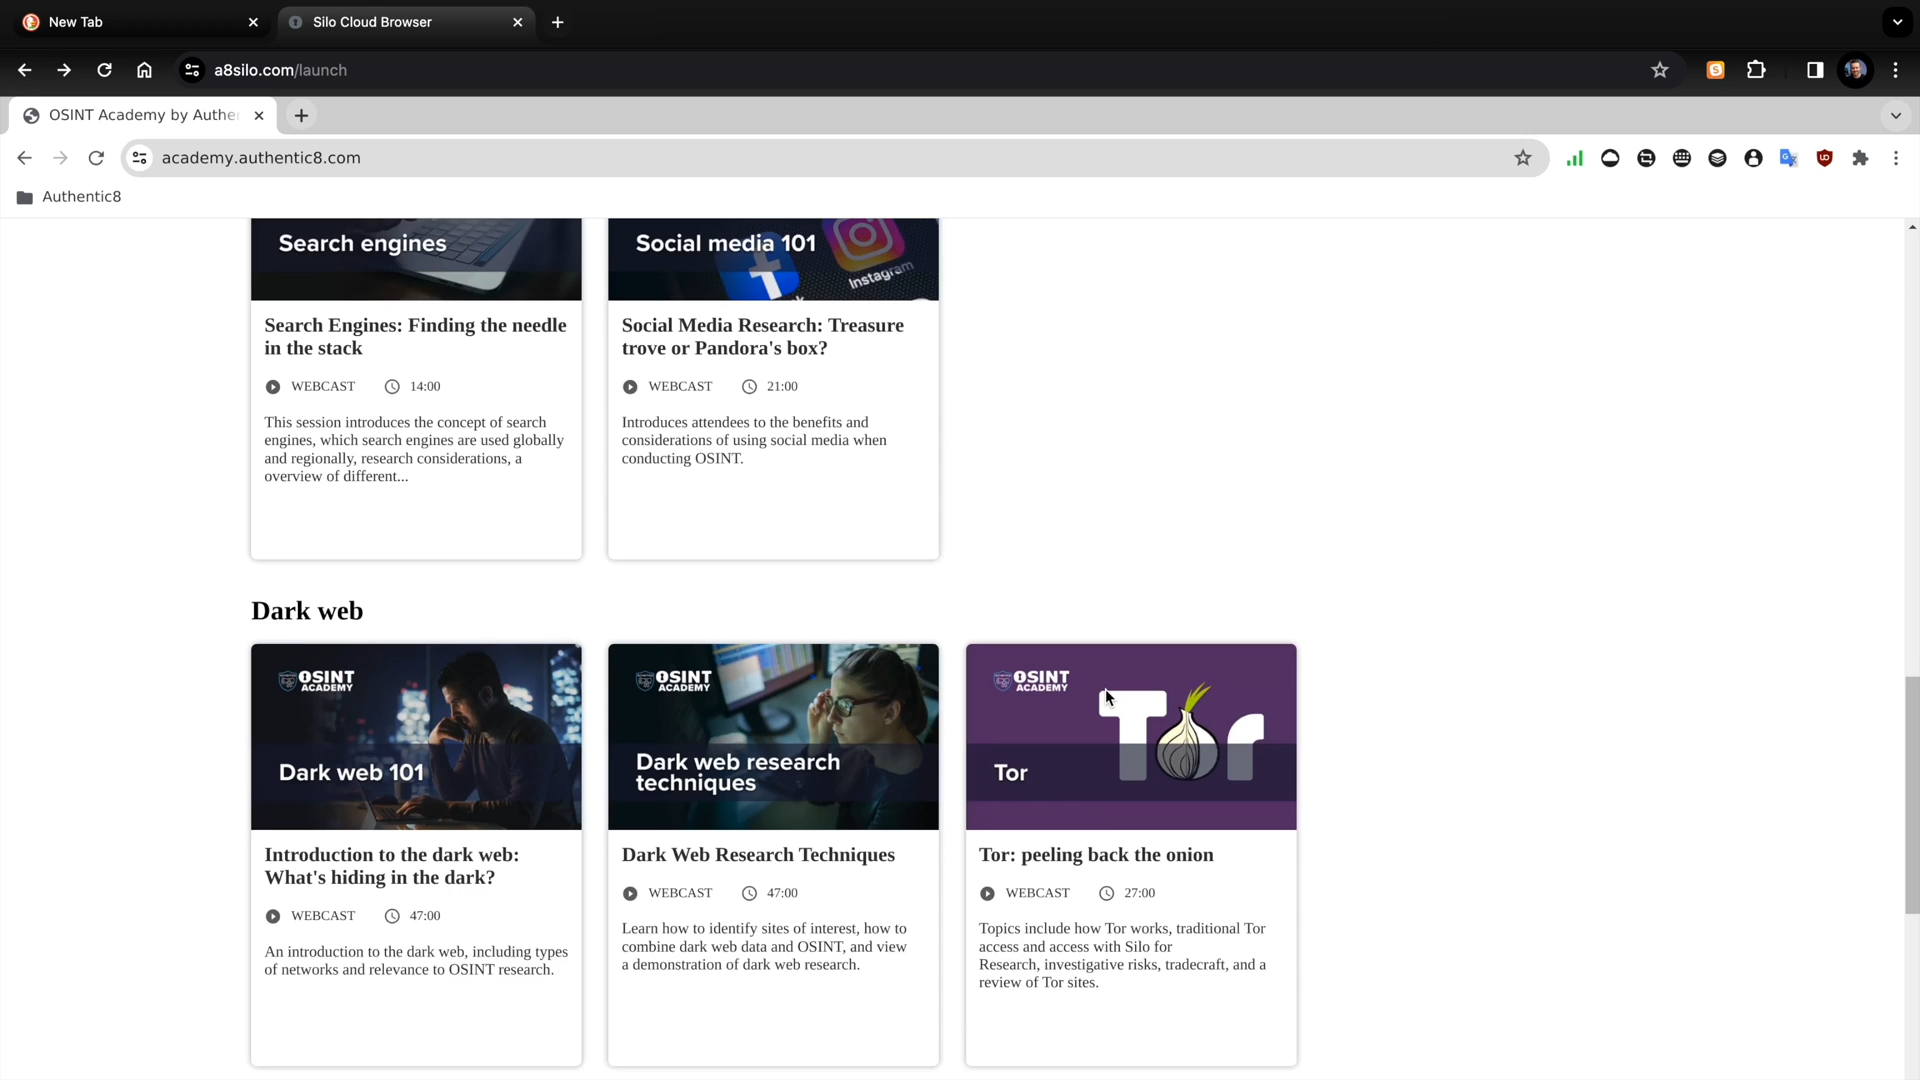 New Tab
Silo Cloud Browser
a8silo.com/launch
OSINT Academy by Authe
academy.authentic8.com
Authentic8
Search engines
Social media 101
Instagram
Search Engines: Finding the needle
in the stack
WEBCAST 14:00
This session introduces the concept of search
engines, which search engines are used globally
and regionally, research considerations, a
overview of different...
Social Media Research: Treasure
trove or Pandora's box?
WEBCAST 21:00
Introduces attendees to the benefits and
considerations of using social media when
conducting OSINT.
Dark web
OSINT
ACADEMY
Dark web 101
OSINT
ACADEMY
Dark web research
techniques
OSINT
ACADEMY
Tor
Tor
Introduction to the dark web:
What's hiding in the dark?
WEBCAST 47:00
An introduction to the dark web, including types
of networks and relevance to OSINT research.
Dark Web Research Techniques
WEBCAST 47:00
Learn how to identify sites of interest, how to
combine dark web data and OSINT, and view
a demonstration of dark web research.
Tor: peeling back the onion
WEBCAST 27:00
Topics include how Tor works, traditional Tor
access and access with Silo for
Research, investigative risks, tradecraft, and a
review of Tor sites.